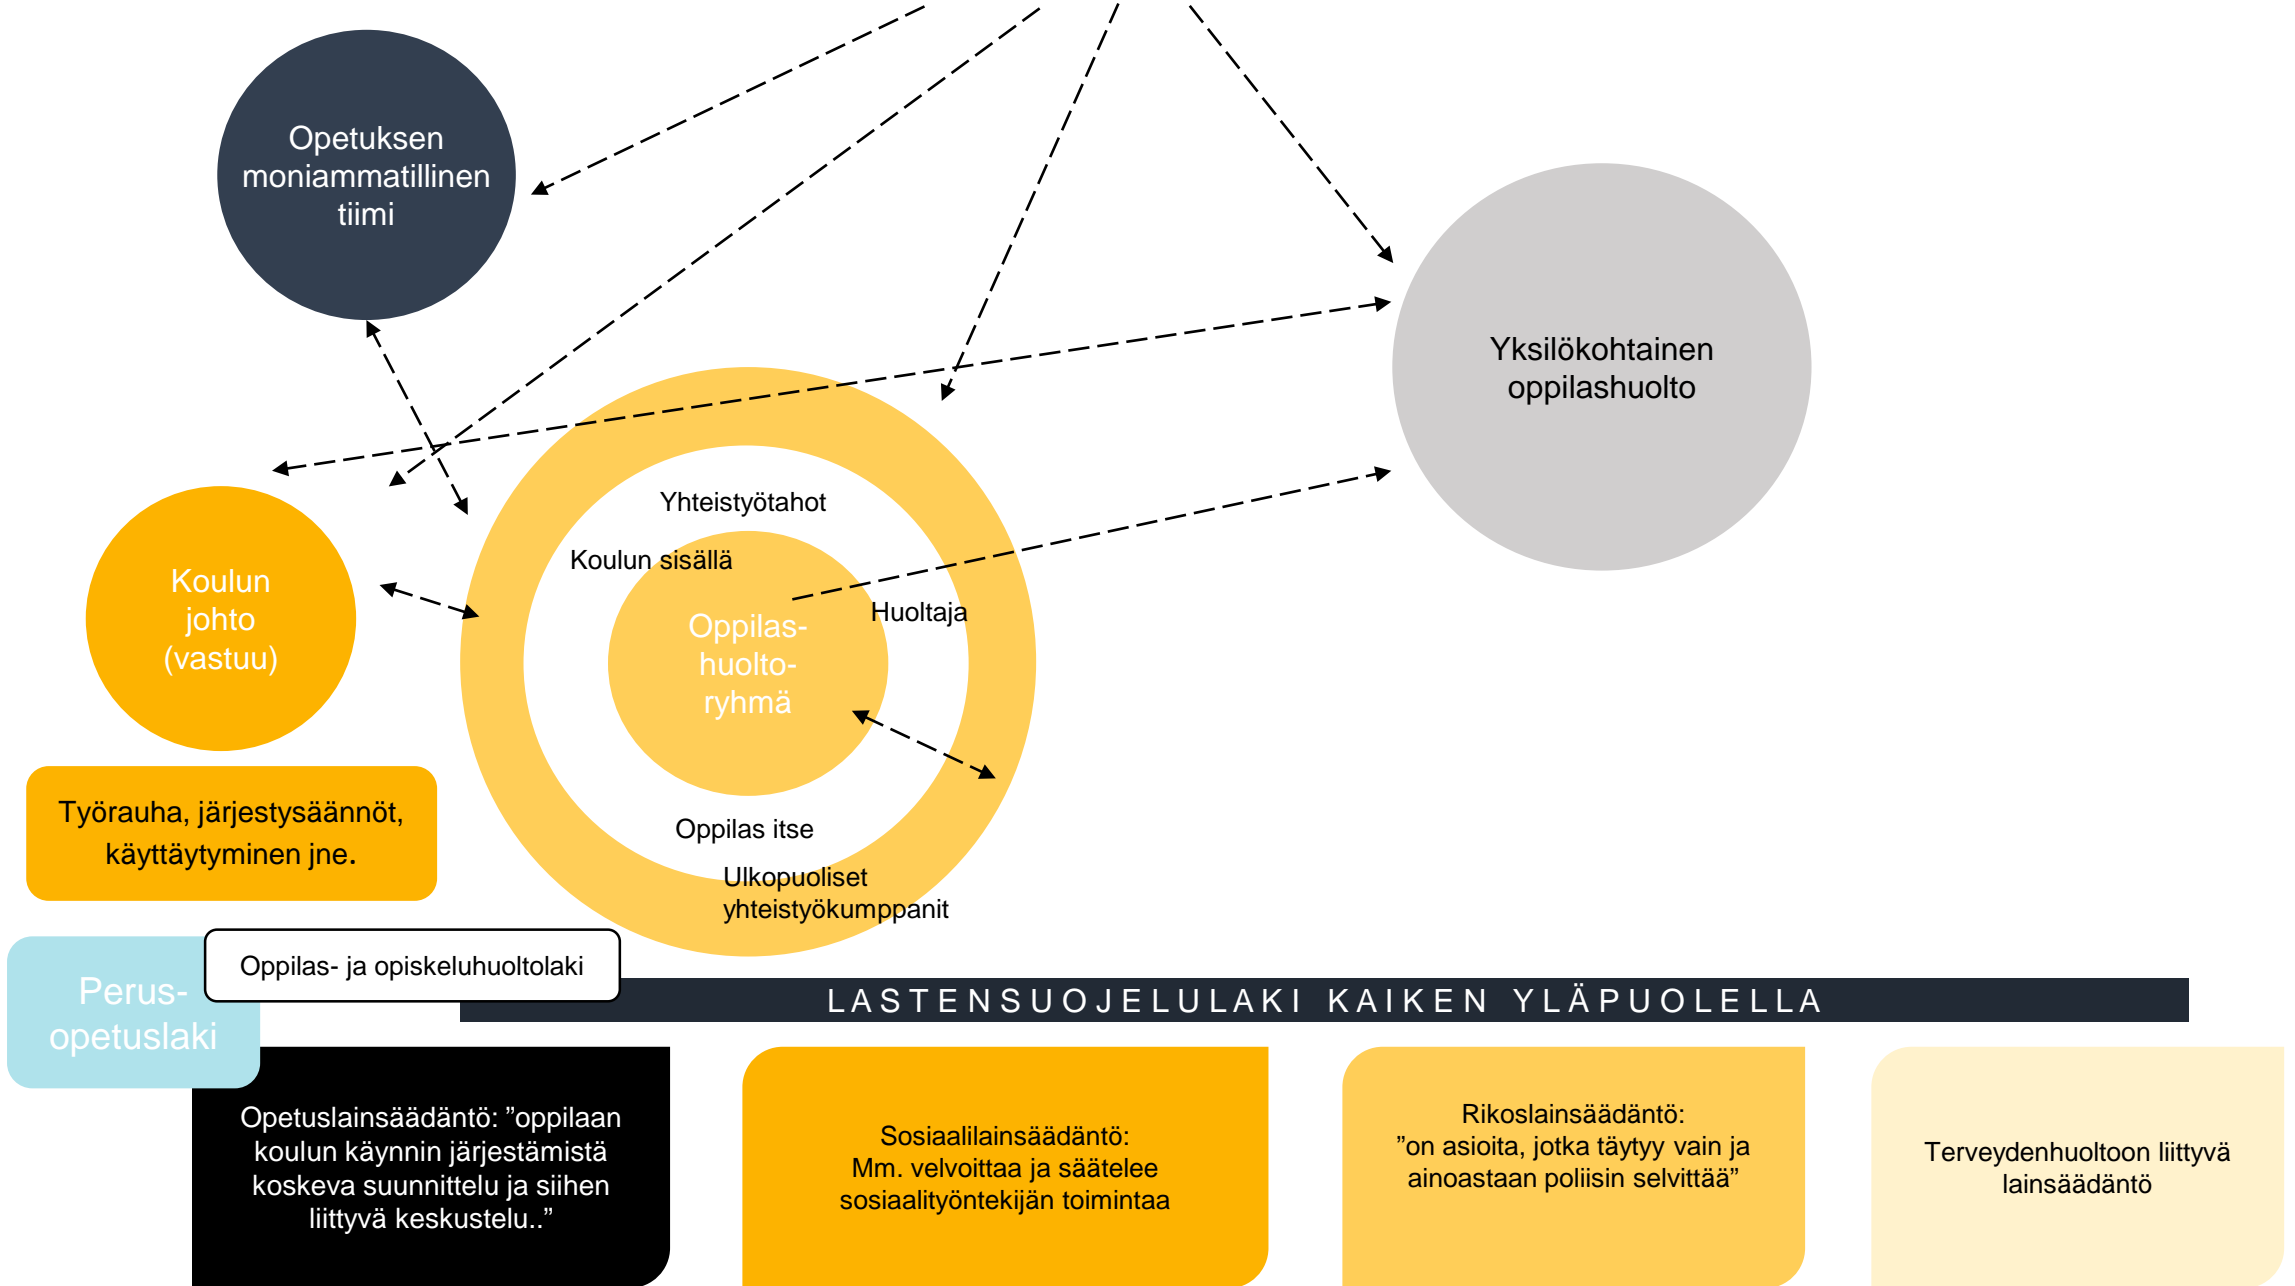 Opetuksen
moniammatillinen
tiimi
Yksilökohtainen
oppilashuolto
Yhteistyötahot
Koulun sisällä
Huoltaja
Oppilas-
huolto-
ryhmä
Koulun
johto
(vastuu)
Työrauha, järjestysäännöt,
käyttäytyminen jne.
Oppilas itse
Ulkopuoliset
yhteistyökumppanit
Oppilas- ja opiskeluhuoltolaki
Perus-
opetuslaki
LASTENSUOJELULAKI KAIKEN YLÄPUOLELLA
Opetuslainsäädäntö: ”oppilaan
koulun käynnin järjestämistä
koskeva suunnittelu ja siihen
liittyvä keskustelu..”
Sosiaalilainsäädäntö:
Mm. velvoittaa ja säätelee
sosiaalityöntekijän toimintaa
Rikoslainsäädäntö:
”on asioita, jotka täytyy vain ja
ainoastaan poliisin selvittää”
Terveydenhuoltoon liittyvä
lainsäädäntö